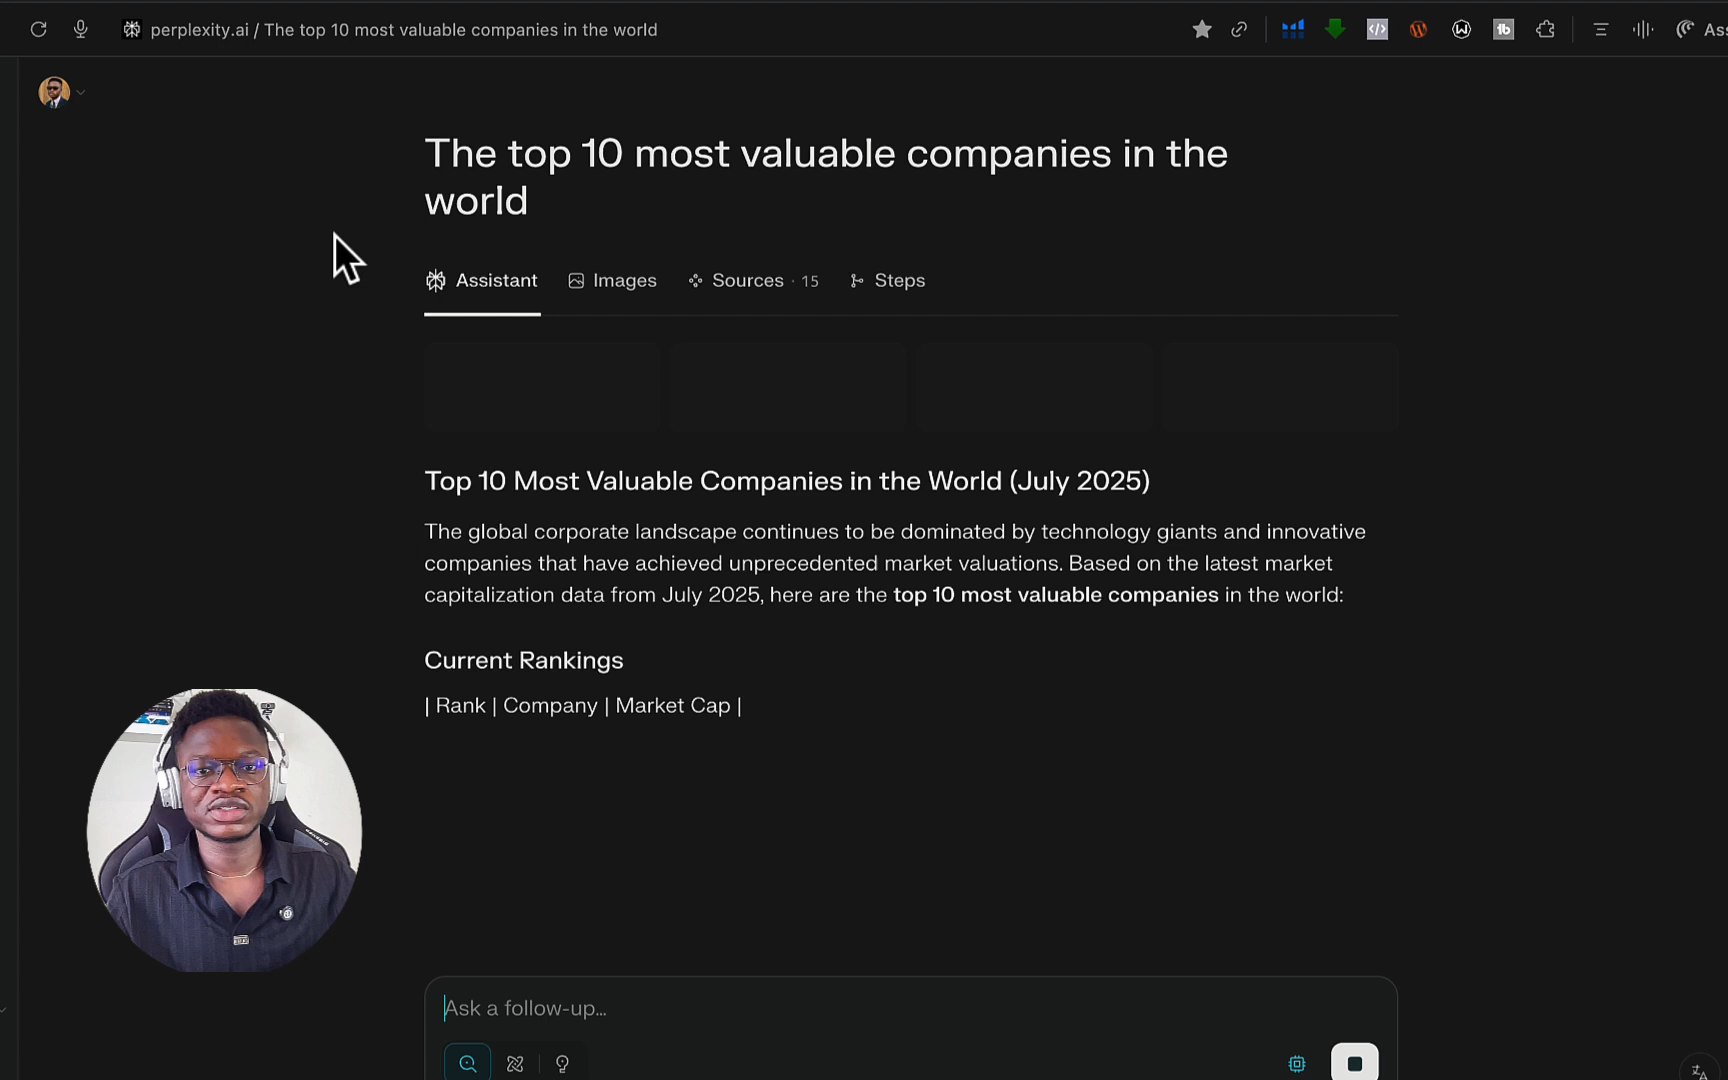 perplexity.ai / The top 10 most valuable companies in the world
Ass
The top 10 most valuable companies in the
world
Assistant
Images
Sources · 15
Steps
Top 10 Most Valuable Companies in the World (July 2025)
The global corporate landscape continues to be dominated by technology giants and innovative
companies that have achieved unprecedented market valuations. Based on the latest market
capitalization data from July 2025, here are the top 10 most valuable companies in the world:
Current Rankings
| Rank | Company | Market Cap |
Ask a follow-up...